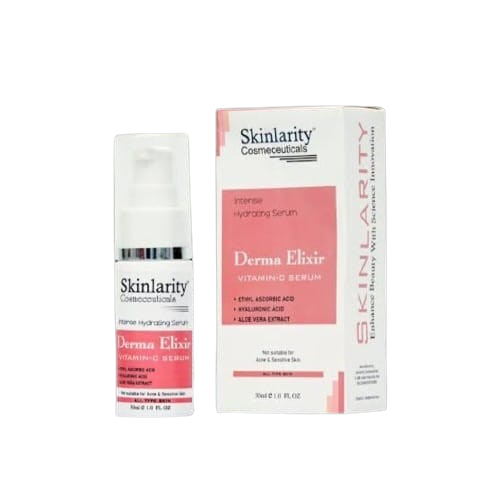 Skinlarity™
Cosmeceuticals
Intense
Hydrating Serum
Derma Elixir
VITAMIN-C SERUM
• ETHYL ASCORBIC ACID
• HYALURONIC ACID
• ALOE VERA EXTRACT
Not suitable for
Acne & Sensitive Skin
ALL TYPE SKIN
30ml e 1.0 FL. OZ
SKINLARITY
Enhance Beauty With Science Innovation
Skinlarity
Cosmeceuticals
Intense Hydrating Serum
Derma Elixir
VITAMIN-C SERUM
• ETHYL ASCORBIC ACID
• HYALURONIC ACID
• ALOE VERA EXTRACT
Not suitable for Acne & Sensitive Skin
ALL TYPE SKIN
30ml e 1.0 FL. OZ